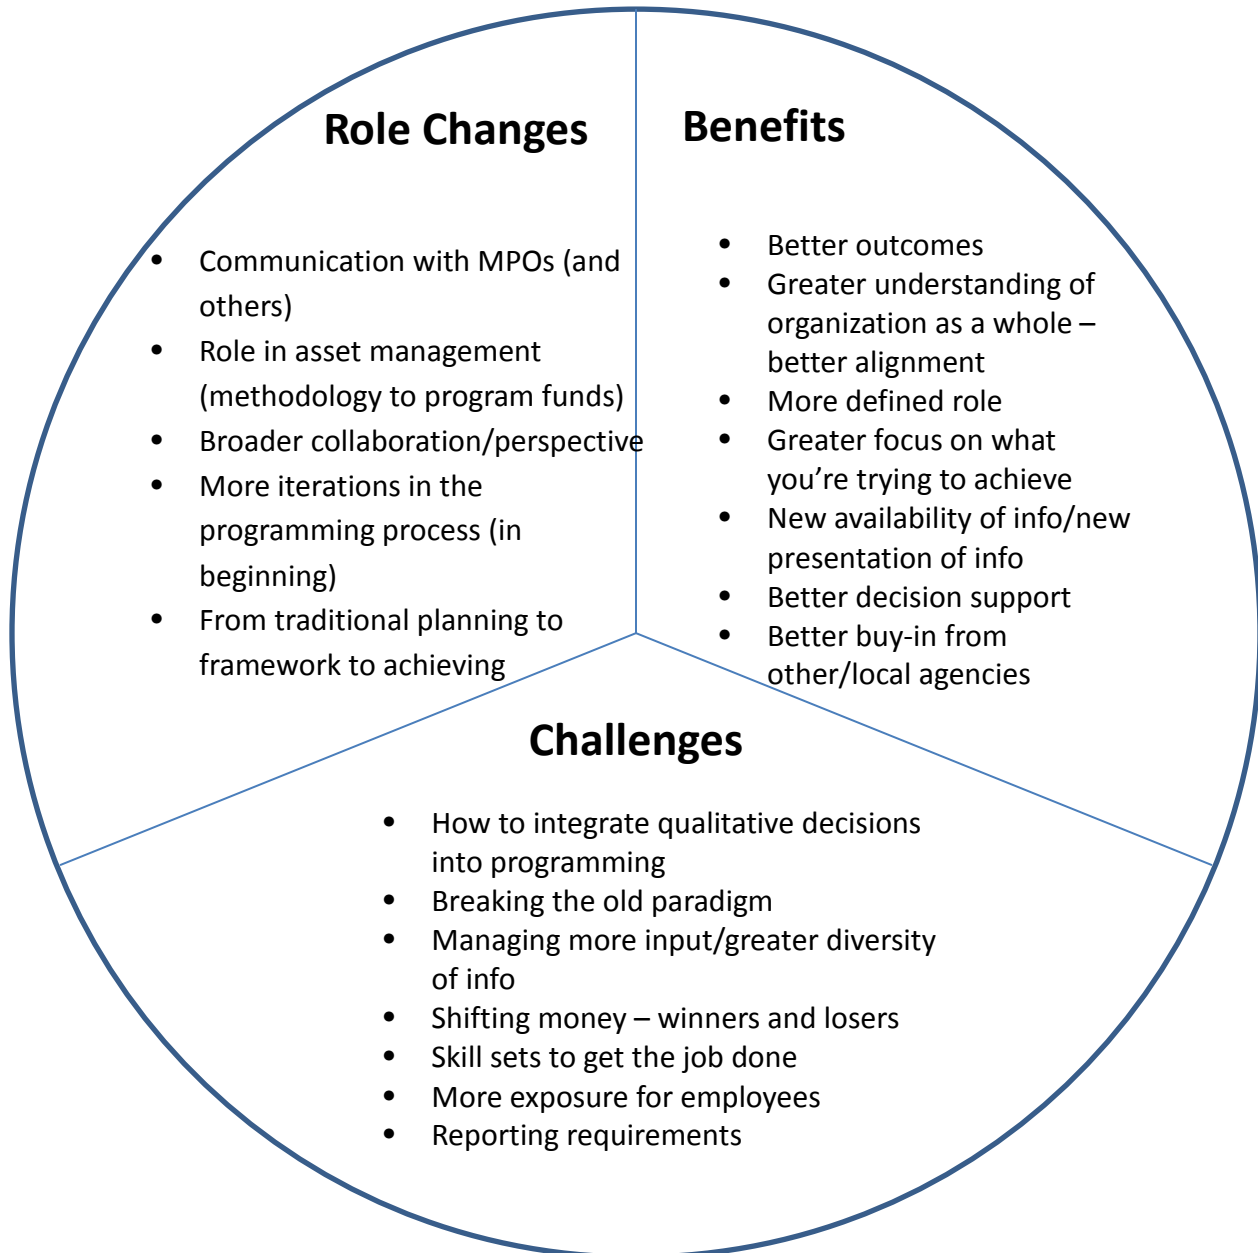 Role Changes
• Communication with MPOs (and
others)
• Role in asset management
(methodology to program funds)
• Broader collaboration/perspective
• More iterations in the
programming process (in
beginning)
• From traditional planning to
framework to achieving
Benefits
• Better outcomes
• Greater understanding of
organization as a whole –
better alignment
• More defined role
• Greater focus on what
you’re trying to achieve
• New availability of info/new
presentation of info
• Better decision support
• Better buy-in from
other/local agencies
Challenges
• How to integrate qualitative decisions
into programming
• Breaking the old paradigm
• Managing more input/greater diversity
of info
• Shifting money – winners and losers
• Skill sets to get the job done
• More exposure for employees
• Reporting requirements